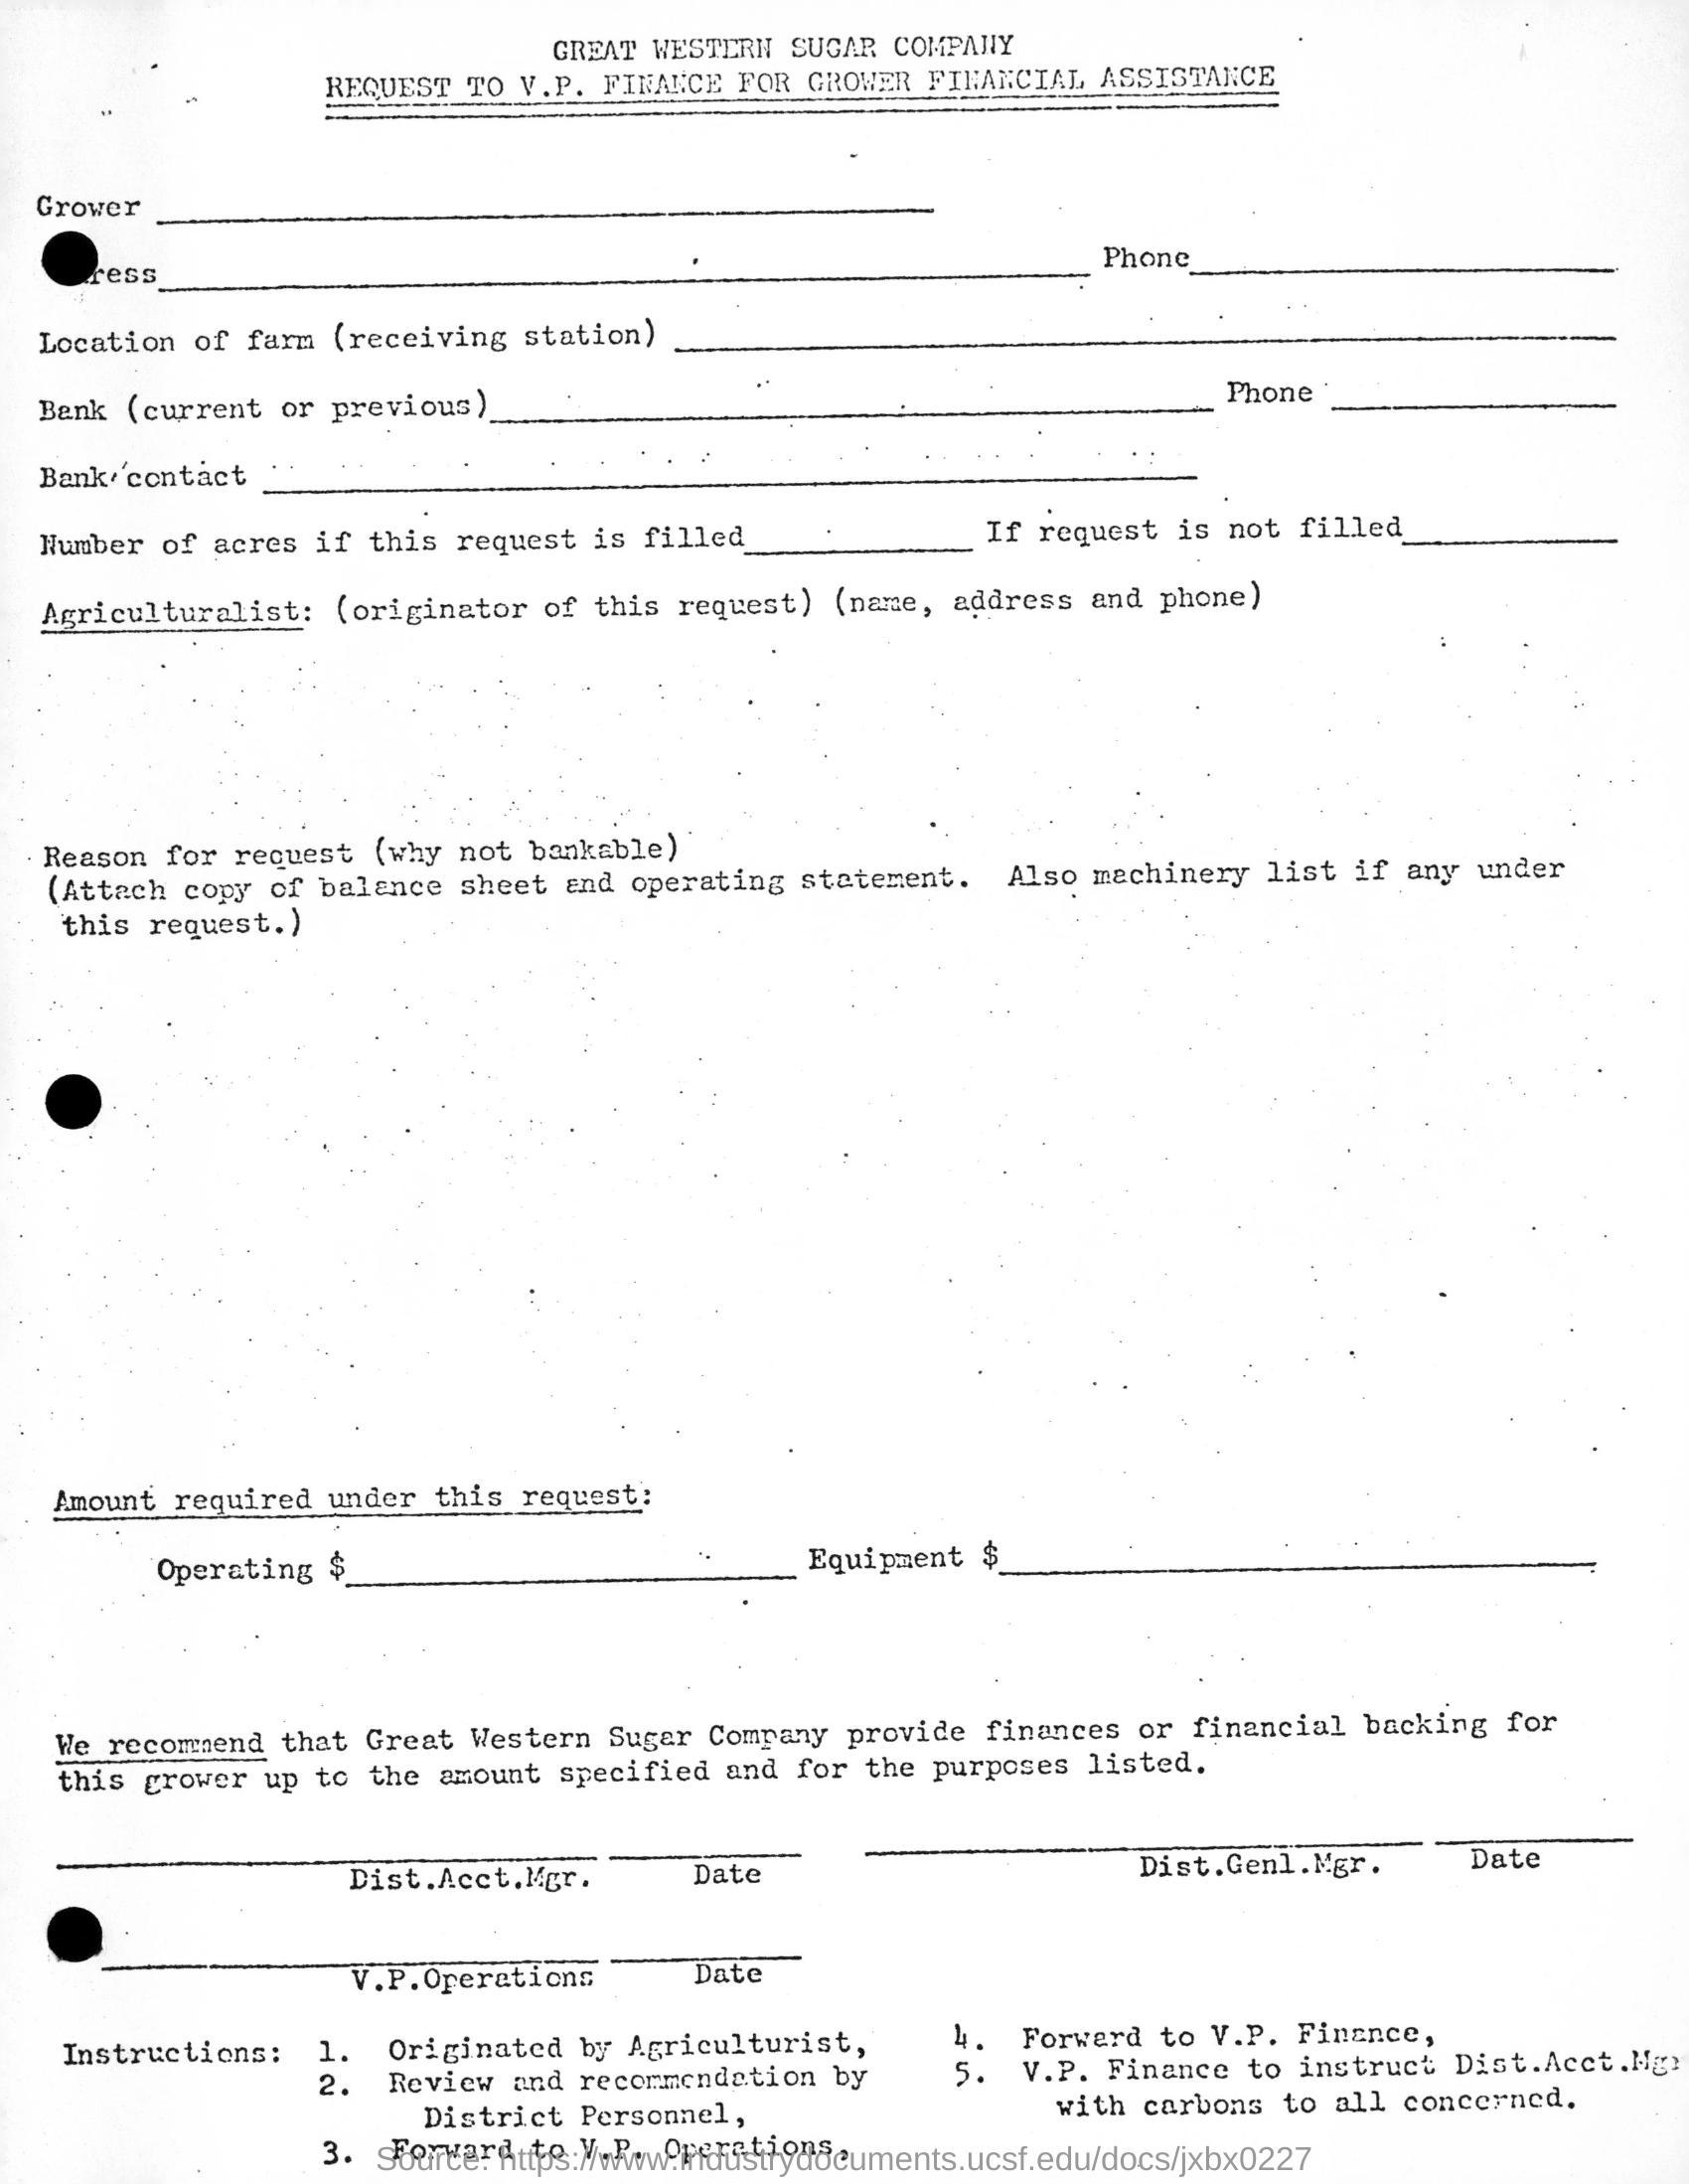 GREAT WESTERN SUGAR COMPANY
REQUEST TO V.P. FINANCE FOR GROWER FINANCIAL ASSISTANCE
Grower
ress Phone
Location of farm (receiving station)
Bank (current or previous) Phone
Bank contact
Number of acres if this request is filled If request is not filled
Agriculturalist: (originator of this request) (name, address and phone)
Reason for request (why not bankable)
(Attach copy of balance sheet and operating statement. Also machinery list if any under
this request.)
Amount required under this request:
Operating $ Equipment $
We recommend that Great Western Sugar Company provide finances or financial backing for
this grower up to the amount specified and for the purposes listed.
Dist.Acct.Mgr. Date Dist.Genl.Mgr. Date
V.P.Operations Date
Instructions: 1. Originated by Agriculturist,
2. Review and recommendation by
District Personnel,
3. Forward to V.P. Operations,
4. Forward to V.P. Finance,
5. V.P. Finance to instruct Dist.Acct.Mgr
with carbons to all concerned.
Source: https://www.industrydocuments.ucsf.edu/docs/jxbx0227